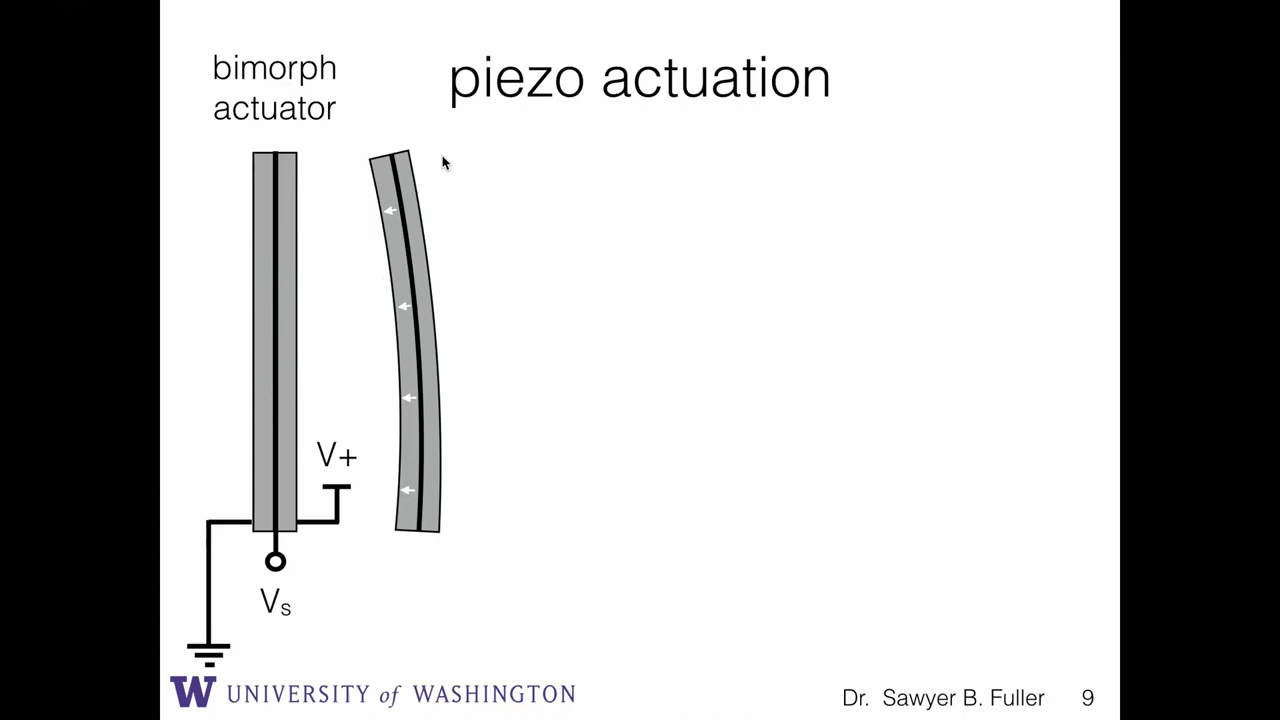 bimorph
actuator
piezo actuation
V+
Vs
W UNIVERSITY of WASHINGTON
Dr. Sawyer B. Fuller 9